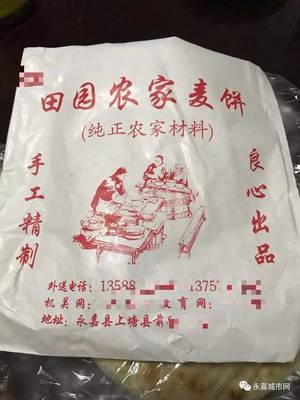 田园农家麦饼
(纯正农家材料)
手工精制
良心出品
外送电话：13588 1375
机关网：
育网：
地址：永嘉县上塘县前
永嘉城市网